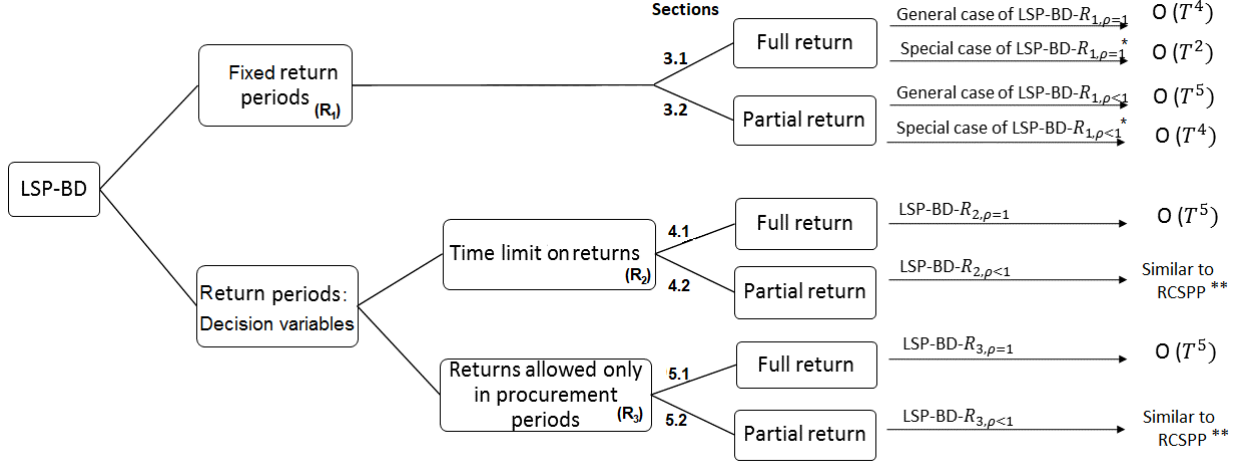 Sections
General case of LSP-BD-R₁,ρ=1
O (T⁴)
Full return
3.1
Special case of LSP-BD-R₁,ρ=1*
O (T²)
Fixed return
periods
(R₁)
3.2
Partial return
General case of LSP-BD-R₁,ρ<1
O (T⁵)
Special case of LSP-BD-R₁,ρ<1*
O (T⁴)
LSP-BD
Time limit on returns
(R₂)
4.1
Full return
LSP-BD-R₂,ρ=1
O (T⁵)
4.2
Partial return
LSP-BD-R₂,ρ<1
Similar to
RCSPP **
Return periods:
Decision variables
Returns allowed only
in procurement
periods
(R₃)
5.1
Full return
LSP-BD-R₃,ρ=1
O (T⁵)
5.2
Partial return
LSP-BD-R₃,ρ<1
Similar to
RCSPP **